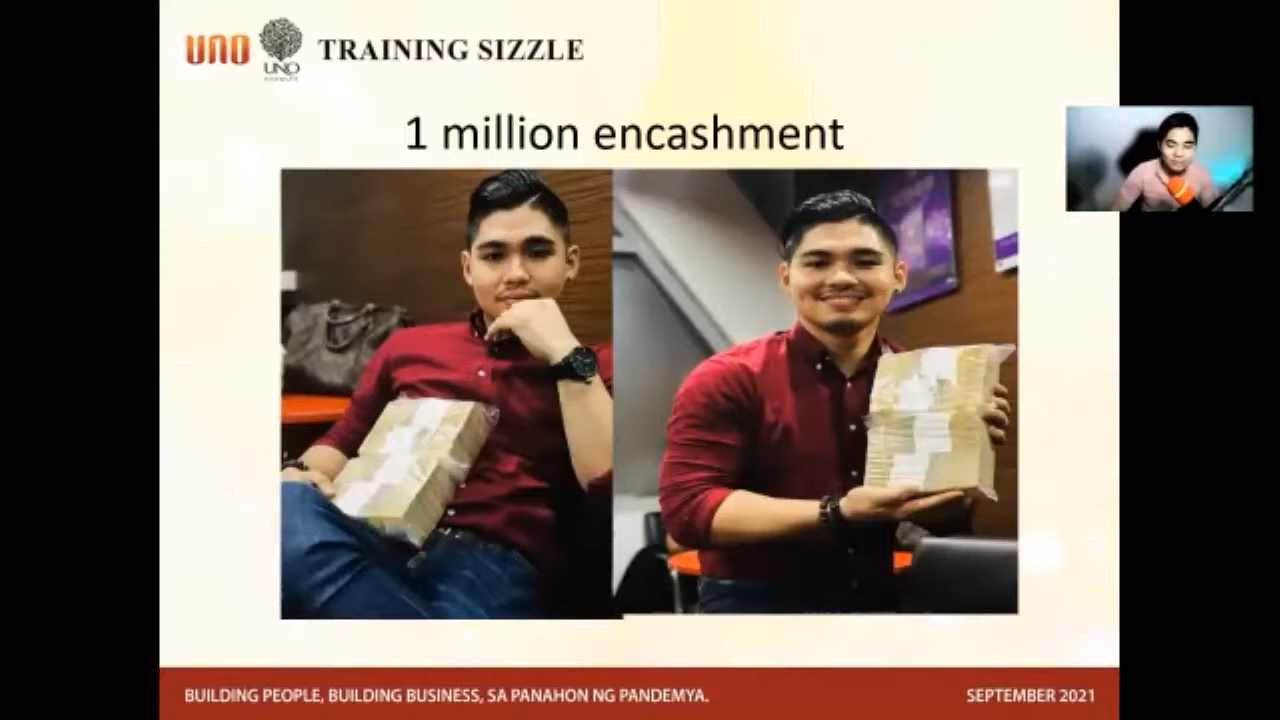 UNO
UNO
TRAINING SIZZLE
1 million encashment
BUILDING PEOPLE, BUILDING BUSINESS, SA PANAHON NG PANDEMYA.
SEPTEMBER 2021